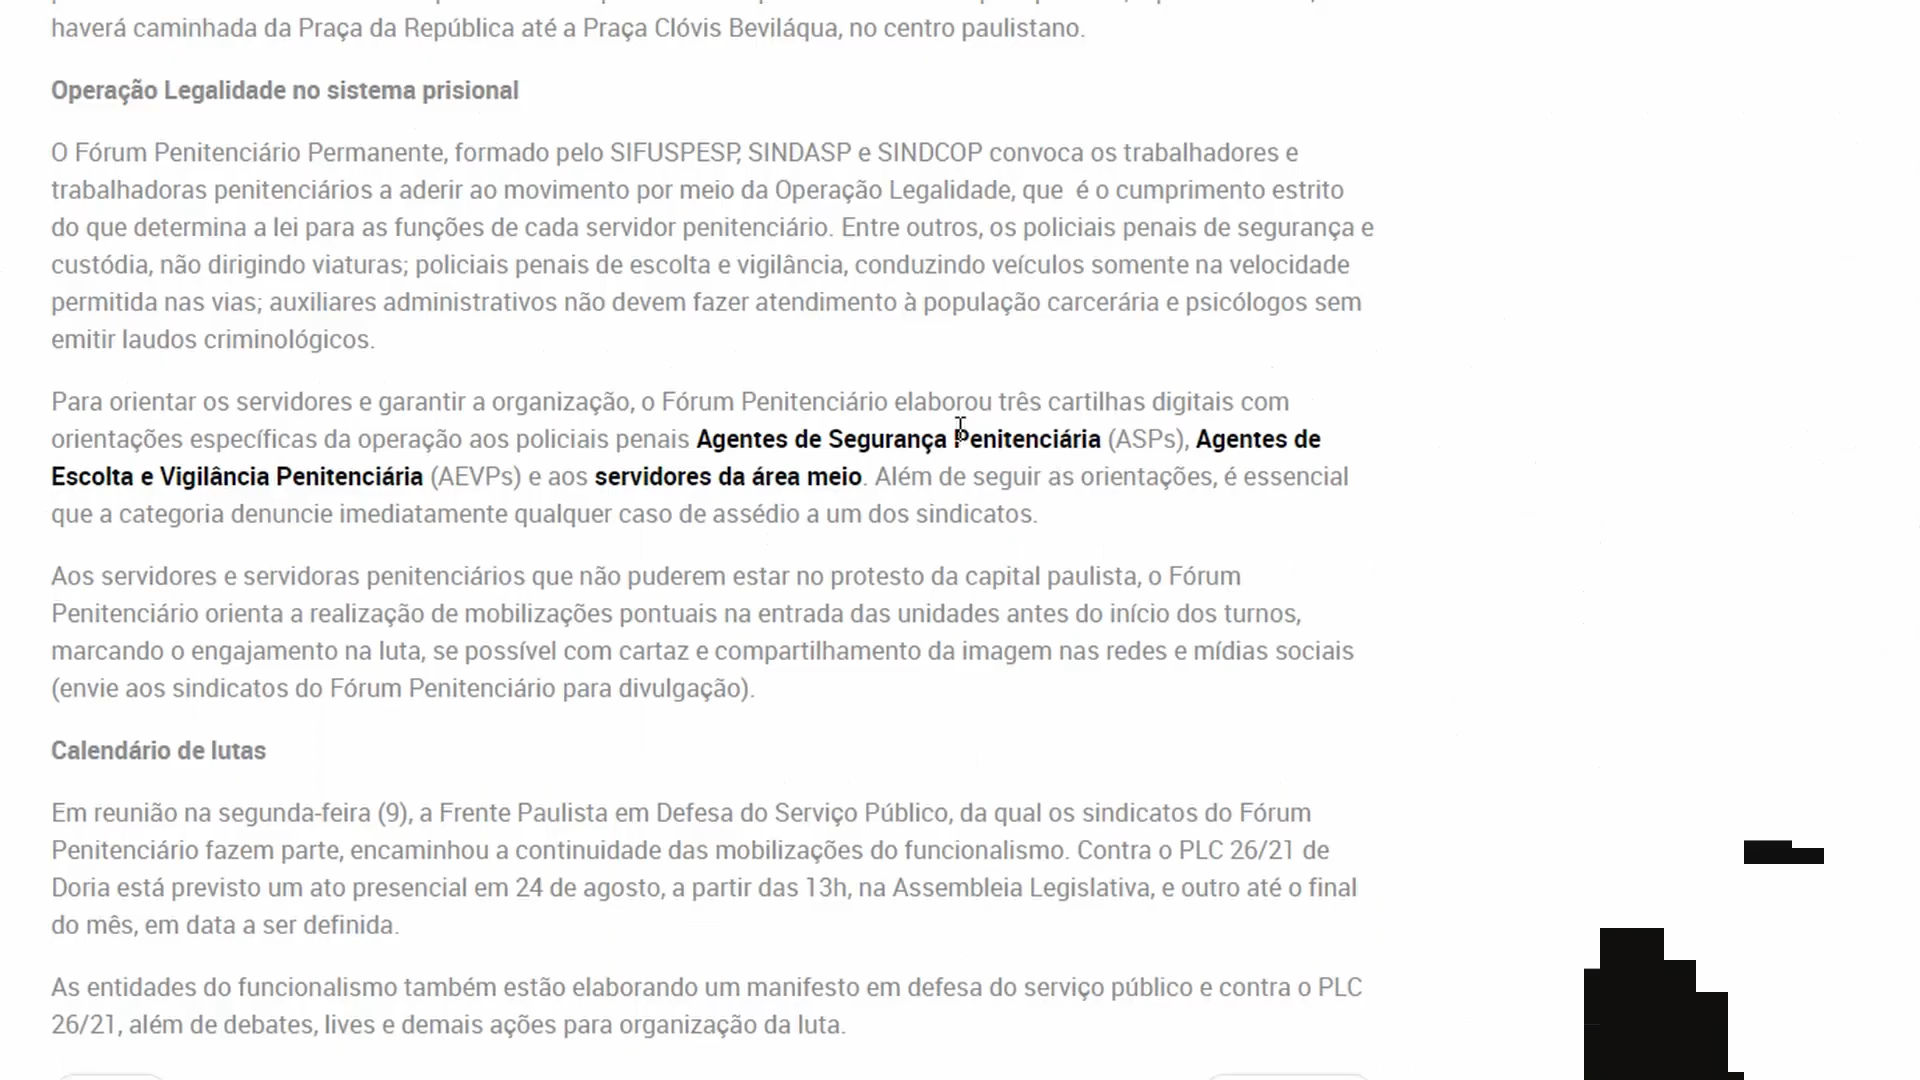 haverá caminhada da Praça da República até a Praça Clóvis Beviláqua, no centro paulistano.
Operação Legalidade no sistema prisional
O Fórum Penitenciário Permanente, formado pelo SIFUSPESP, SINDASP e SINDCOP convoca os trabalhadores e
trabalhadoras penitenciários a aderir ao movimento por meio da Operação Legalidade, que  é o cumprimento estrito
do que determina a lei para as funções de cada servidor penitenciário. Entre outros, os policiais penais de segurança e
custódia, não dirigindo viaturas; policiais penais de escolta e vigilância, conduzindo veículos somente na velocidade
permitida nas vias; auxiliares administrativos não devem fazer atendimento à população carcerária e psicólogos sem
emitir laudos criminológicos.
Para orientar os servidores e garantir a organização, o Fórum Penitenciário elaborou três cartilhas digitais com
orientações específicas da operação aos policiais penais Agentes de Segurança Penitenciária (ASPs), Agentes de
Escolta e Vigilância Penitenciária (AEVPs) e aos servidores da área meio. Além de seguir as orientações, é essencial
que a categoria denuncie imediatamente qualquer caso de assédio a um dos sindicatos.
Aos servidores e servidoras penitenciários que não puderem estar no protesto da capital paulista, o Fórum
Penitenciário orienta a realização de mobilizações pontuais na entrada das unidades antes do início dos turnos,
marcando o engajamento na luta, se possível com cartaz e compartilhamento da imagem nas redes e mídias sociais
(envie aos sindicatos do Fórum Penitenciário para divulgação).
Calendário de lutas
Em reunião na segunda-feira (9), a Frente Paulista em Defesa do Serviço Público, da qual os sindicatos do Fórum
Penitenciário fazem parte, encaminhou a continuidade das mobilizações do funcionalismo. Contra o PLC 26/21 de
Doria está previsto um ato presencial em 24 de agosto, a partir das 13h, na Assembleia Legislativa, e outro até o final
do mês, em data a ser definida.
As entidades do funcionalismo também estão elaborando um manifesto em defesa do serviço público e contra o PLC
26/21, além de debates, lives e demais ações para organização da luta.